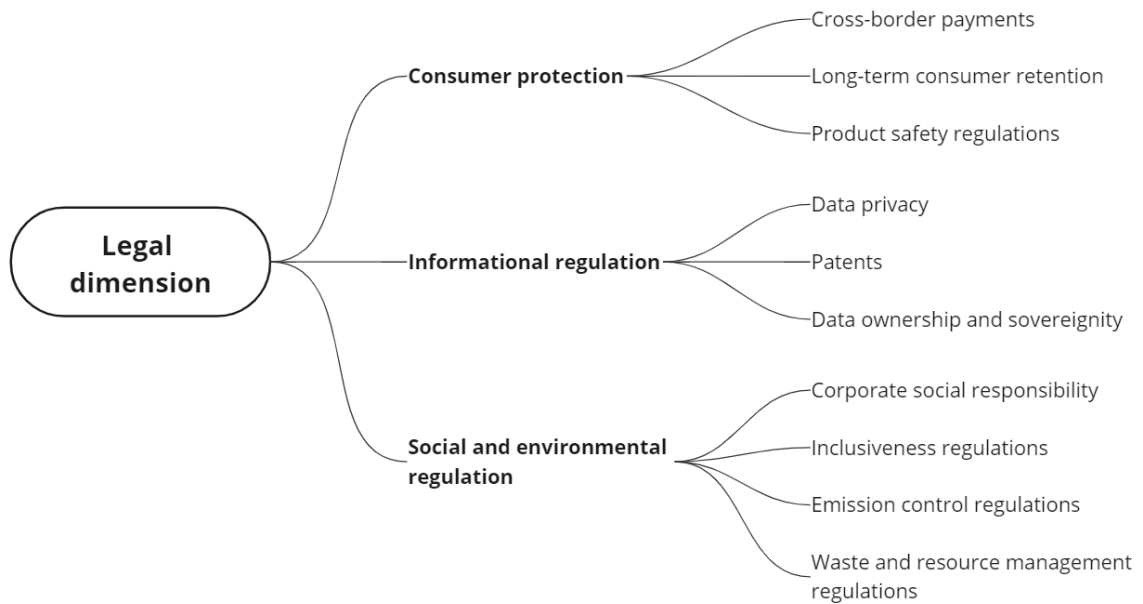 Legal
dimension
Consumer protection
Cross-border payments
Long-term consumer retention
Product safety regulations
Informational regulation
Data privacy
Patents
Data ownership and sovereignity
Social and environmental
regulation
Corporate social responsibility
Inclusiveness regulations
Emission control regulations
Waste and resource management
regulations